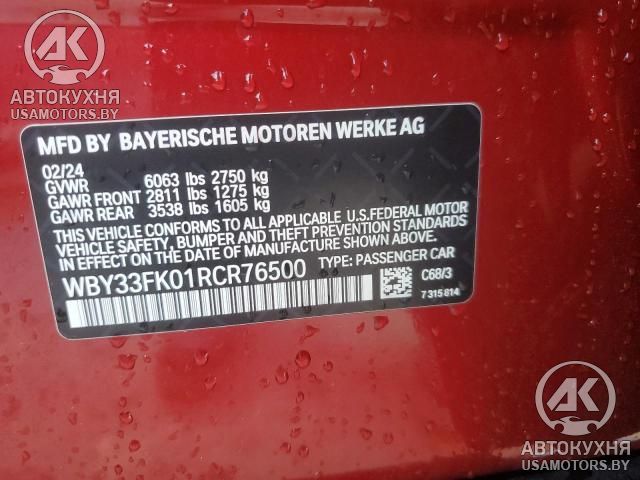 АК
АВТОКУХНЯ
USAMOTORS.BY
MFD BY BAYERISCHE MOTOREN WERKE AG
02/24
GVWR 6063 lbs 2750 kg
GAWR FRONT 2811 lbs 1275 kg
GAWR REAR 3538 lbs 1605 kg
THIS VEHICLE CONFORMS TO ALL APPLICABLE U.S.FEDERAL MOTOR
VEHICLE SAFETY, BUMPER AND THEFT PREVENTION STANDARDS
IN EFFECT ON THE DATE OF MANUFACTURE SHOWN ABOVE.
WBY33FK01RCR76500 TYPE: PASSENGER CAR
C68/3
7315814
АК
АВТОКУХНЯ
USAMOTORS.BY